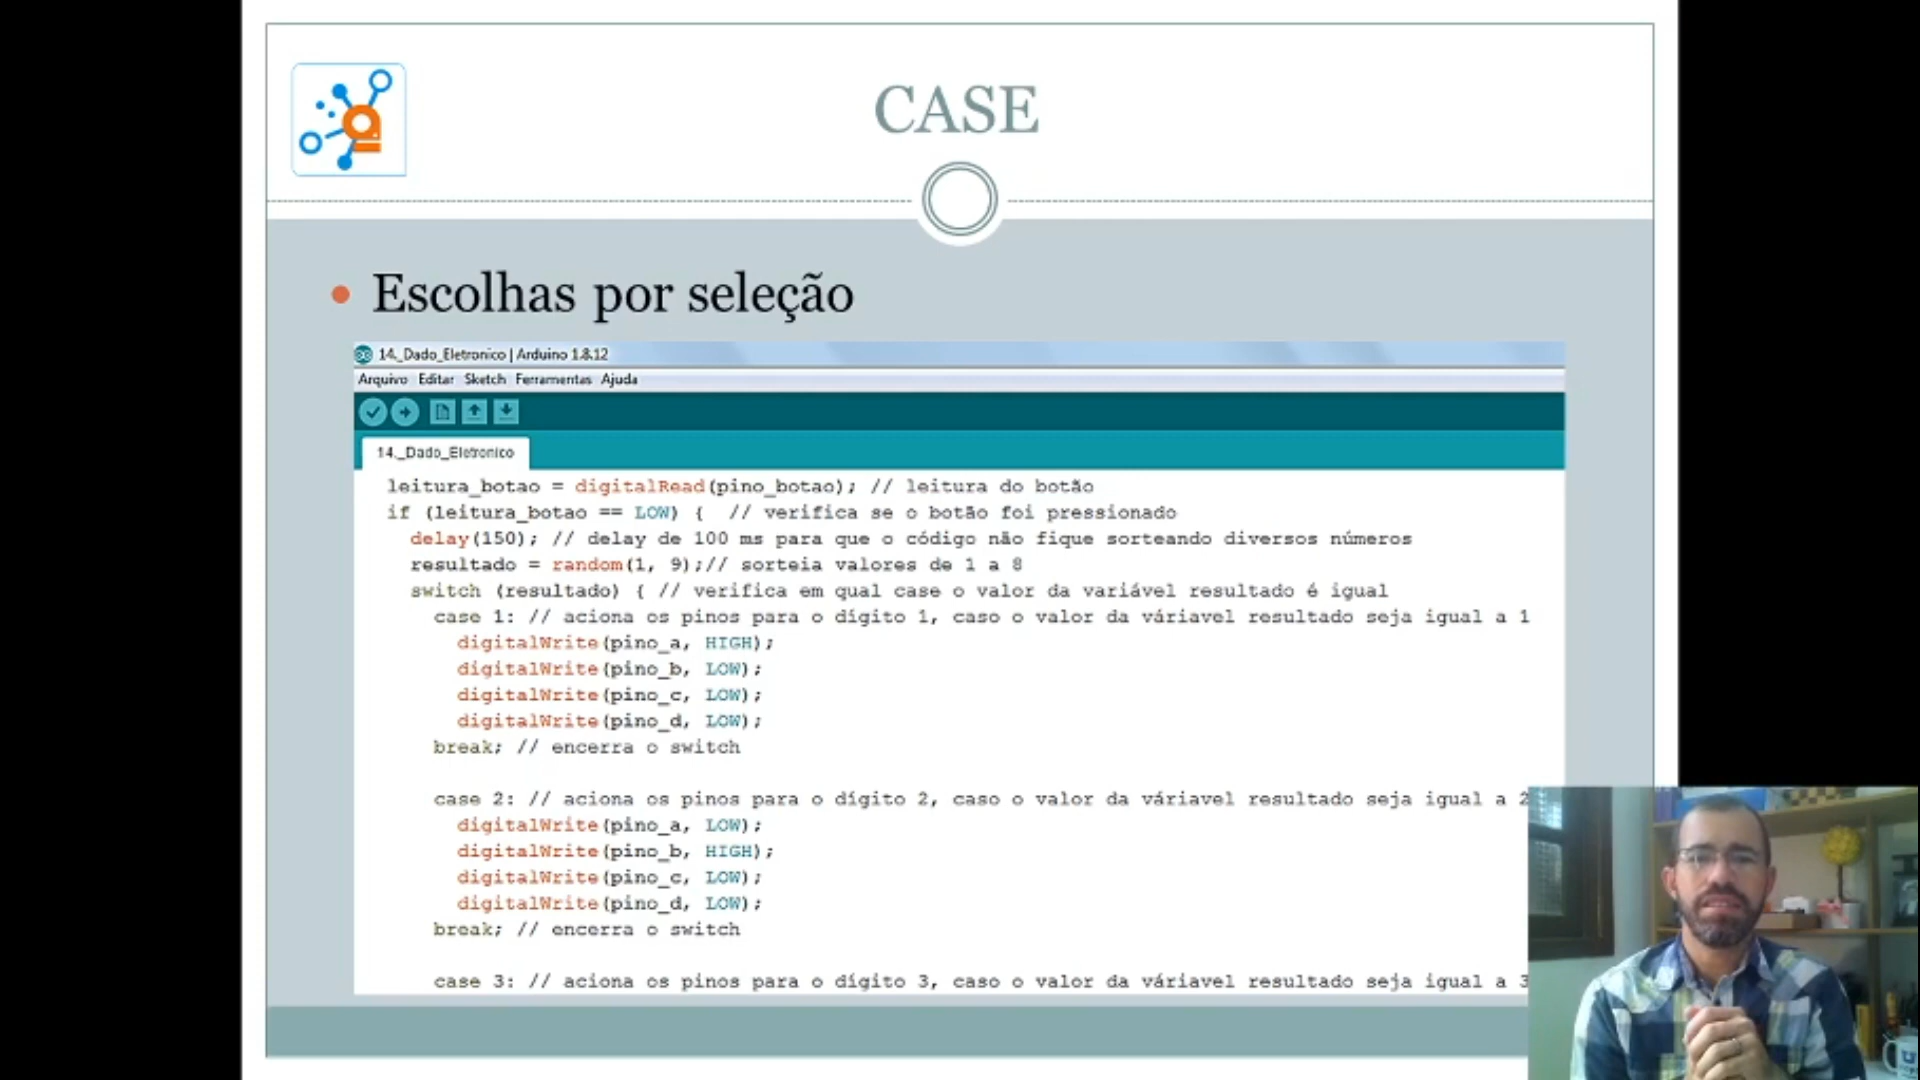 CASE
Escolhas por seleção
14._Dado_Eletronico | Arduino 1.8.12
Arquivo Editar Sketch Ferramentas Ajuda
14._Dado_Eletronico
leitura_botao = digitalRead(pino_botao); // leitura do botão
if (leitura_botao == LOW) { // verifica se o botão foi pressionado
delay(150); // delay de 100 ms para que o código não fique sorteando diversos números
resultado = random(1, 9);// sorteia valores de 1 a 8
switch (resultado) { // verifica em qual case o valor da variável resultado é igual
case 1: // aciona os pinos para o dígito 1, caso o valor da váriavel resultado seja igual a 1
digitalWrite(pino_a, HIGH);
digitalWrite(pino_b, LOW);
digitalWrite(pino_c, LOW);
digitalWrite(pino_d, LOW);
break; // encerra o switch
case 2: // aciona os pinos para o dígito 2, caso o valor da váriavel resultado seja igual a 2
digitalWrite(pino_a, LOW);
digitalWrite(pino_b, HIGH);
digitalWrite(pino_c, LOW);
digitalWrite(pino_d, LOW);
break; // encerra o switch
case 3: // aciona os pinos para o dígito 3, caso o valor da váriavel resultado seja igual a 3